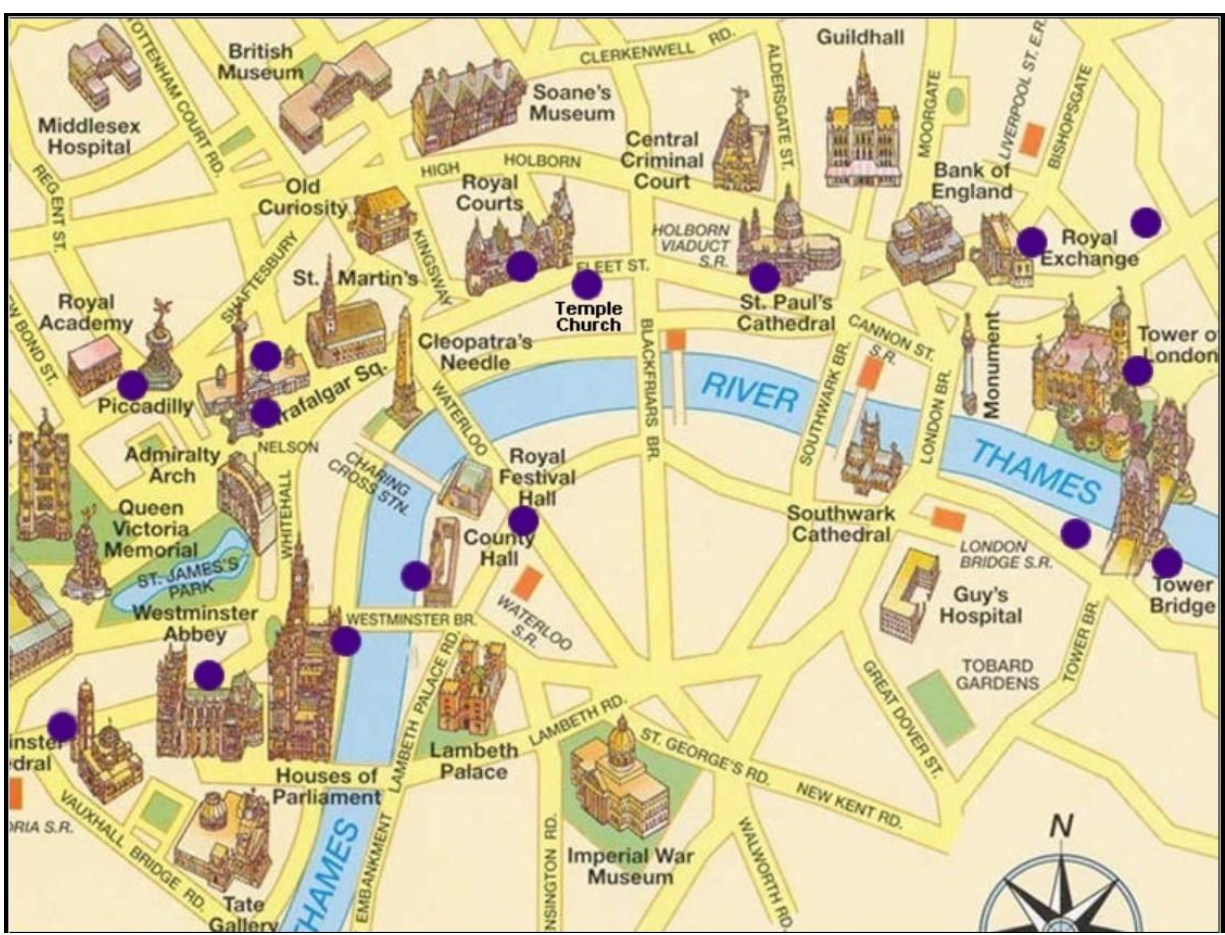 OTTENHAM COURT RD.
British
Museum
CLERKENWELL RD.
Guildhall
LIVERPOOL ST. E.R.
ALDERSGATE ST.
MOORGATE
BISHOPSGATE
Middlesex
Hospital
Soane's
Museum
Central
Criminal
Court
HIGH HOLBORN
REGENT ST.
Old
Curiosity
Royal
Courts
Bank of
England
KINGSWAY
HOLBORN
VIADUCT
S.R.
SHAFTESBURY
St. Martin's
FLEET ST.
Royal
Exchange
Royal
Academy
Temple
Church
St. Paul's
Cathedral
W BOND ST.
Cleopatra's
Needle
BLACKFRIARS BR.
CANNON ST.
S.R.
Monument
Tower of
London
Piccadilly
Trafalgar Sq.
WATERLOO
RIVER
SOUTHWARK BR.
LONDON BR.
NELSON
Admiralty
Arch
CHARING
CROSS STN.
Royal
Festival
Hall
THAMES
WHITEHALL
Queen
Victoria
Memorial
County
Hall
Southwark
Cathedral
LONDON
BRIDGE S.R.
ST. JAMES'S
PARK
Guy's
Hospital
Tower
Bridge
Westminster
Abbey
WESTMINSTER BR.
WATERLOO
S.R.
TOWER BR.
TOBARD
GARDENS
GREAT DOVER ST.
LAMBETH PALACE RD.
LAMBETH RD.
ST. GEORGE'S RD.
inster
edral
Lambeth
Palace
Houses of
Parliament
NEW KENT RD.
VAUXHALL BRIDGE RD.
ORIA S.R.
THAMES
EMBANKMENT
NSINGTON RD.
WALWORTH RD.
Imperial War
Museum
N
Tate
Gallery